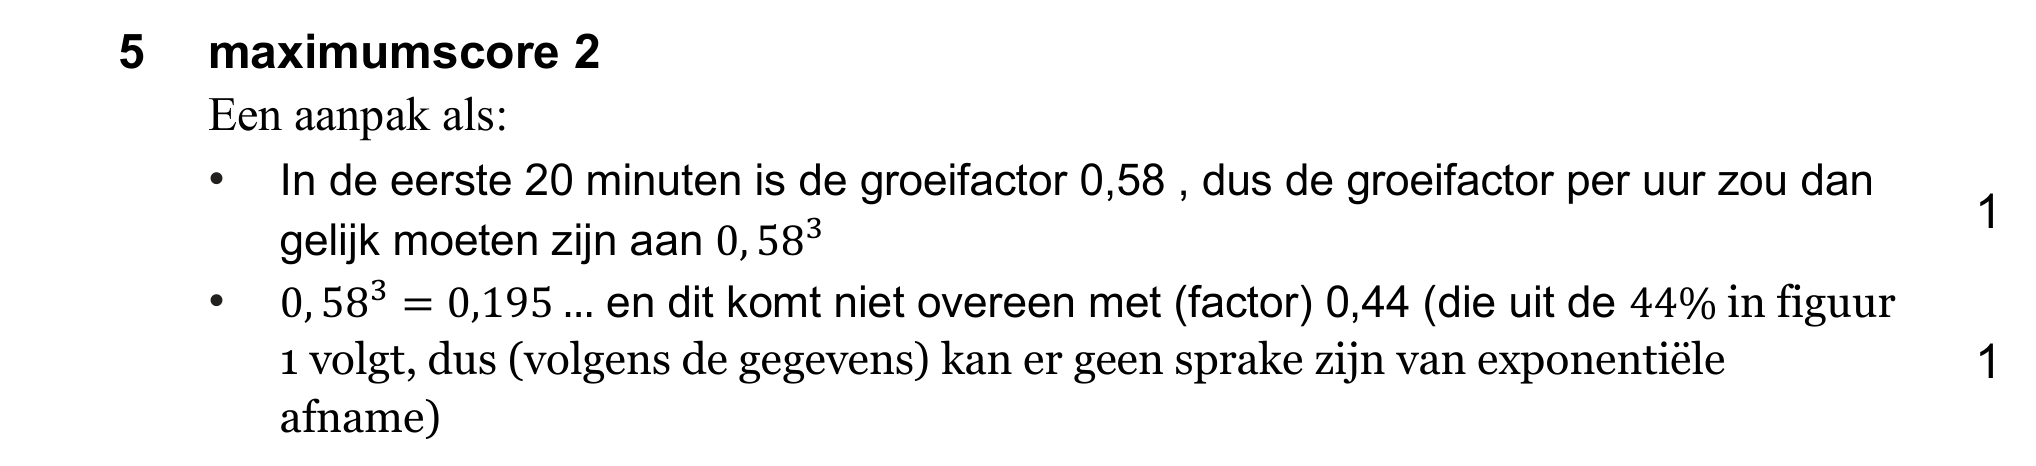 5 maximumscore 2
Een aanpak als:
• In de eerste 20 minuten is de groeifactor 0,58 , dus de groeifactor per uur zou dan
gelijk moeten zijn aan 0,58³ 1
• 0,58³ = 0,195 ... en dit komt niet overeen met (factor) 0,44 (die uit de 44% in figuur
1 volgt, dus (volgens de gegevens) kan er geen sprake zijn van exponentiële 1
afname)